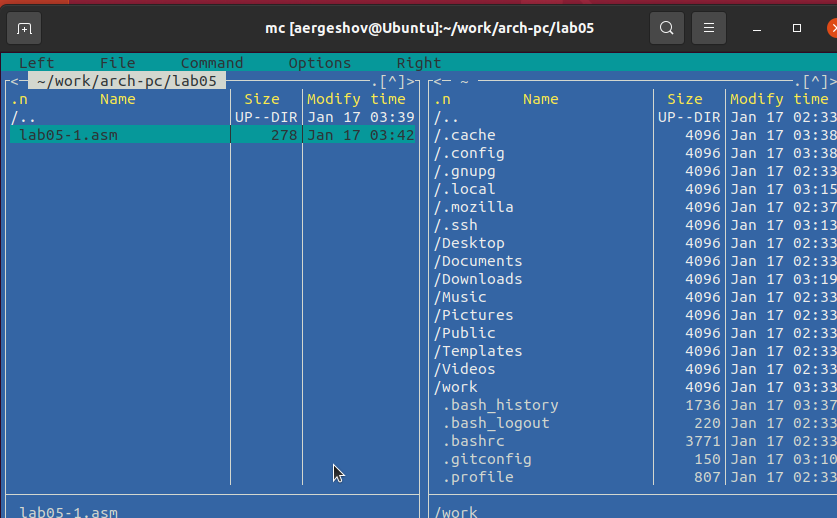 mc [aergeshov@Ubuntu]:~/work/arch-pc/lab05
Left File Command Options Right
<─ ~/work/arch-pc/lab05 ─.[^]>
.n Name Size Modify time
/.. UP--DIR Jan 17 03:39
lab05-1.asm 278 Jan 17 03:42
lab05-1.asm
<─ ~ ─.[^]>
.n Name Size Modify time
/.. UP--DIR Jan 17 02:33
/.cache 4096 Jan 17 03:38
/.config 4096 Jan 17 03:38
/.gnupg 4096 Jan 17 02:33
/.local 4096 Jan 17 03:15
/.mozilla 4096 Jan 17 02:37
/.ssh 4096 Jan 17 03:13
/Desktop 4096 Jan 17 02:33
/Documents 4096 Jan 17 02:33
/Downloads 4096 Jan 17 03:19
/Music 4096 Jan 17 02:33
/Pictures 4096 Jan 17 02:33
/Public 4096 Jan 17 02:33
/Templates 4096 Jan 17 02:33
/Videos 4096 Jan 17 02:33
/work 4096 Jan 17 03:33
.bash_history 1736 Jan 17 03:37
.bash_logout 220 Jan 17 02:33
.bashrc 3771 Jan 17 02:33
.gitconfig 150 Jan 17 03:10
.profile 807 Jan 17 02:33
/work